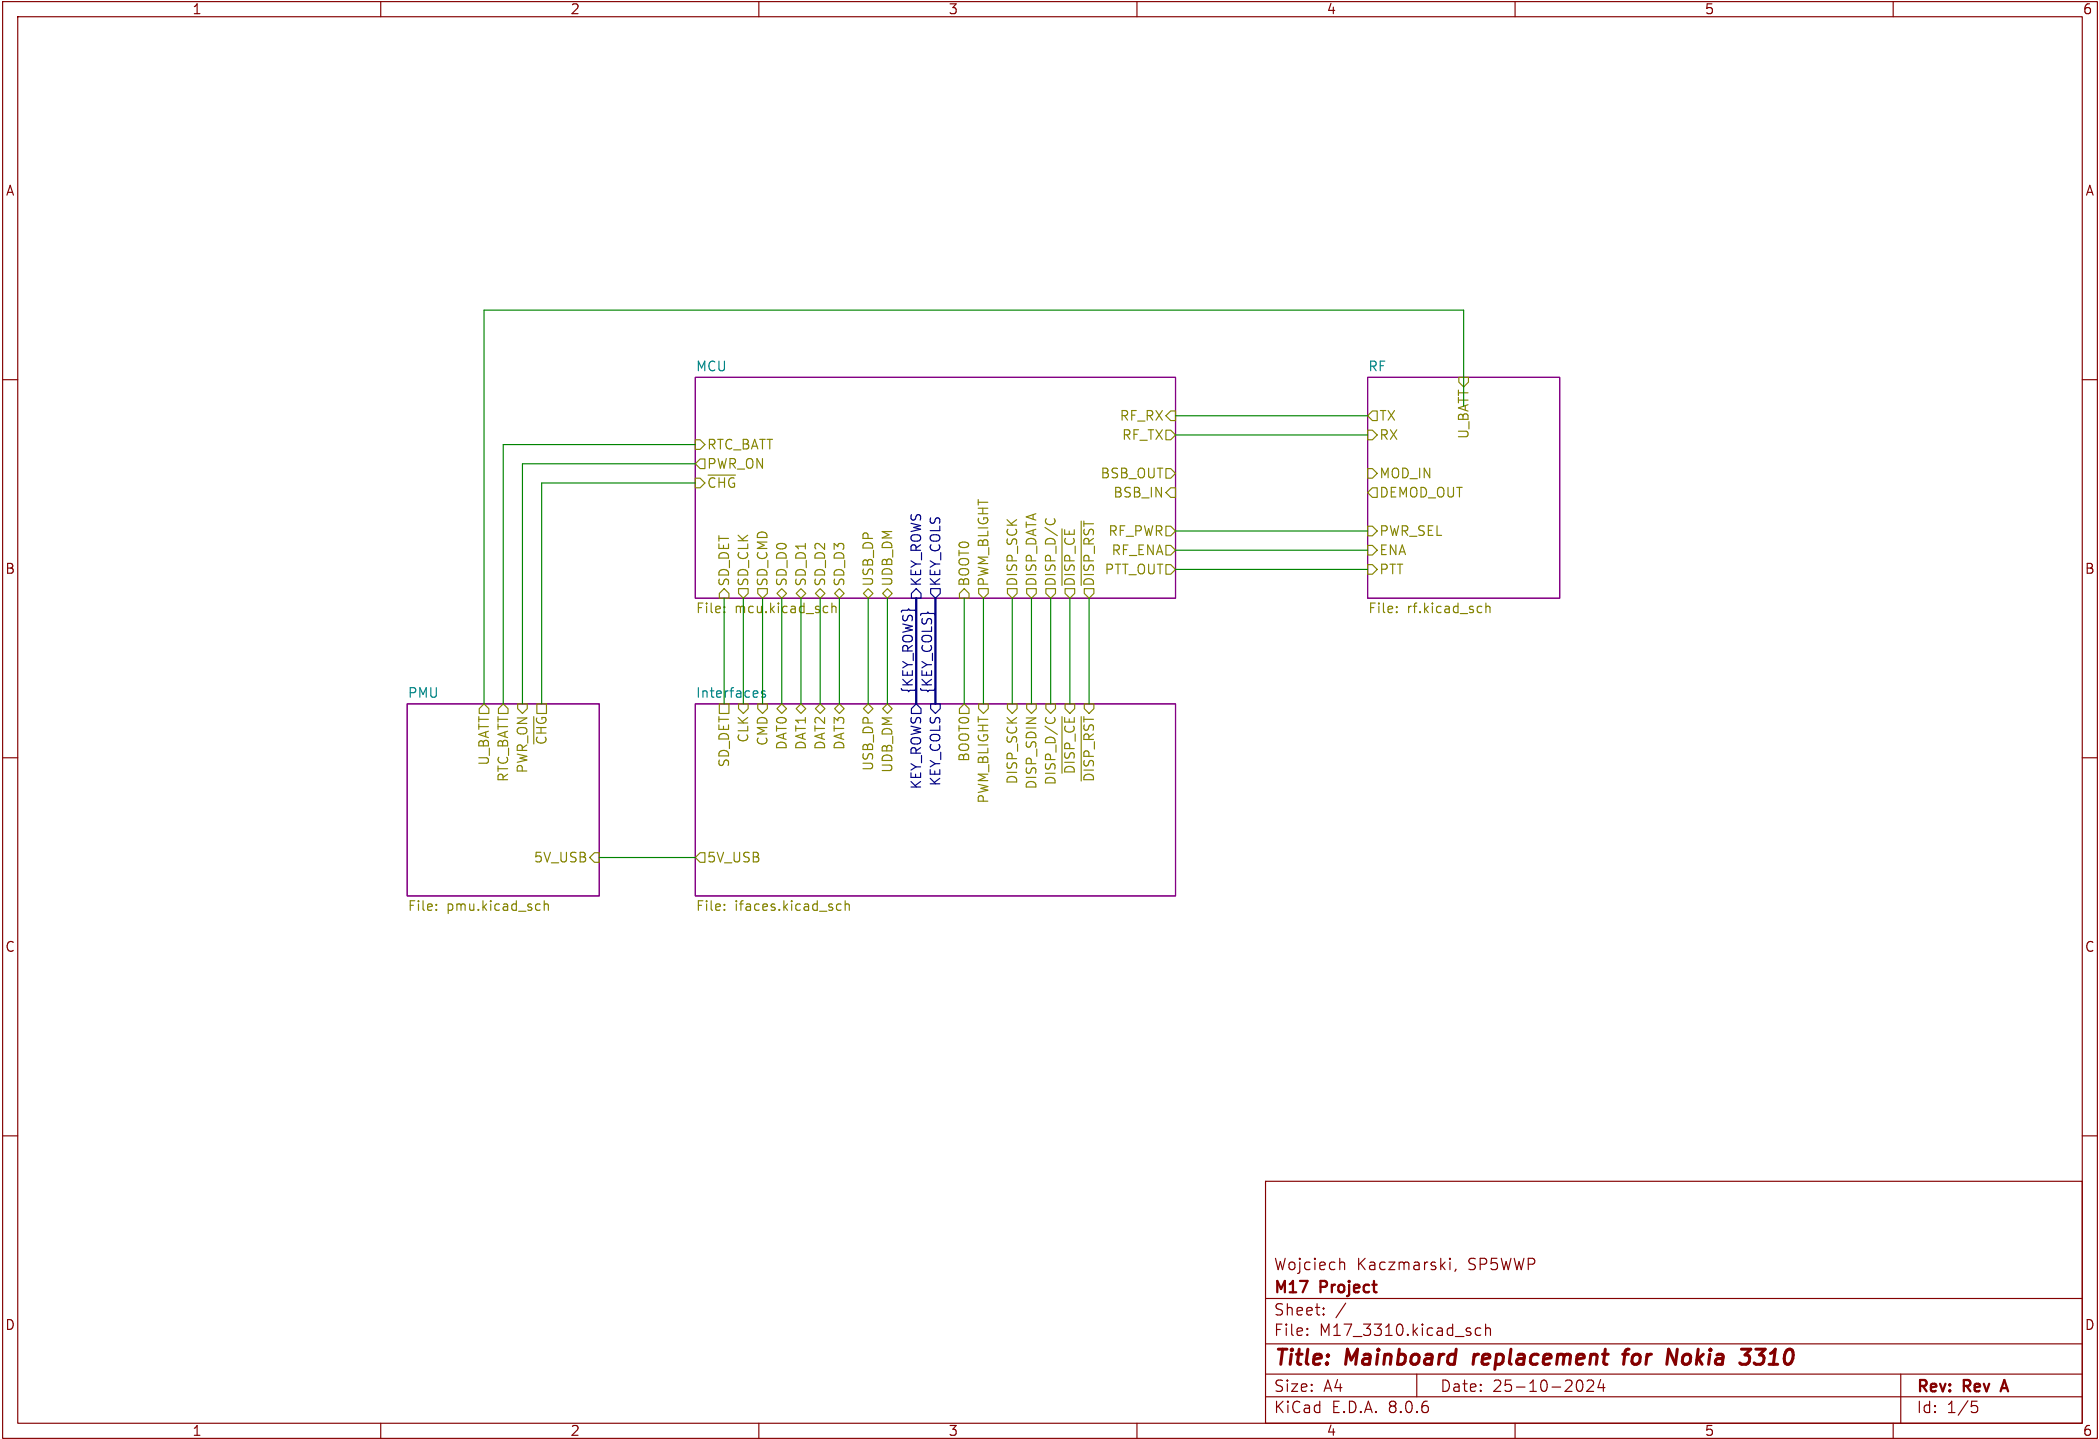 1 2 3 4 5 6
A A
MCU
RF
U_BATT
RF_RX
TX
RF_TX
RX
RTC_BATT
PWR_ON
CHG
BSB_OUT
MOD_IN
BSB_IN
DEMOD_OUT
RF_PWR
PWR_SEL
RF_ENA
ENA
PTT_OUT
PTT
SD_DET
SD_CLK
SD_CMD
SD_D0
SD_D1
SD_D2
SD_D3
USB_DP
UDB_DM
KEY_ROWS
KEY_COLS
BOOT0
PWM_BLIGHT
DISP_SCK
DISP_DATA
DISP_D/C
DISP_CE
DISP_RST
B B
File: mcu.kicad_sch
File: rf.kicad_sch
{KEY_ROWS}
{KEY_COLS}
PMU
Interfaces
U_BATT
RTC_BATT
PWR_ON
CHG
SD_DET
CLK
CMD
DAT0
DAT1
DAT2
DAT3
USB_DP
UDB_DM
KEY_ROWS
KEY_COLS
BOOT0
PWM_BLIGHT
DISP_SCK
DISP_SDIN
DISP_D/C
DISP_CE
DISP_RST
5V_USB
5V_USB
File: pmu.kicad_sch
File: ifaces.kicad_sch
C C
Wojciech Kaczmarski, SP5WWP
M17 Project
Sheet: /
File: M17_3310.kicad_sch
D D
Title: Mainboard replacement for Nokia 3310
Size: A4
Date: 25-10-2024
Rev: Rev A
KiCad E.D.A. 8.0.6
Id: 1/5
1 2 3 4 5 6